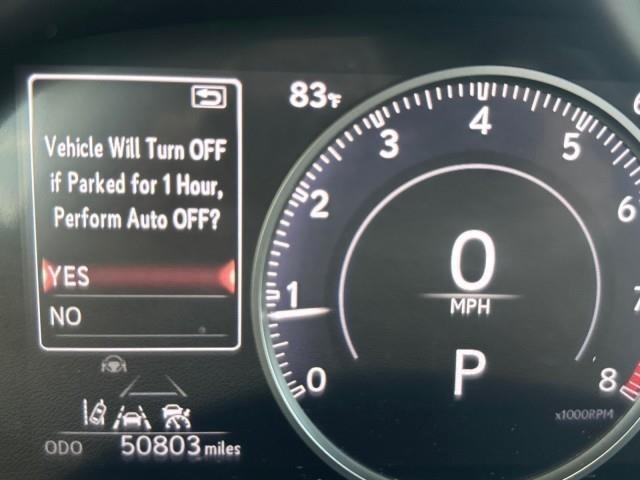 Vehicle Will Turn OFF
if Parked for 1 Hour,
Perform Auto OFF?
YES
NO
83°F
0
1
2
3
4
5
6
7
8
0
MPH
P
x1000RPM
ODO 50803 miles